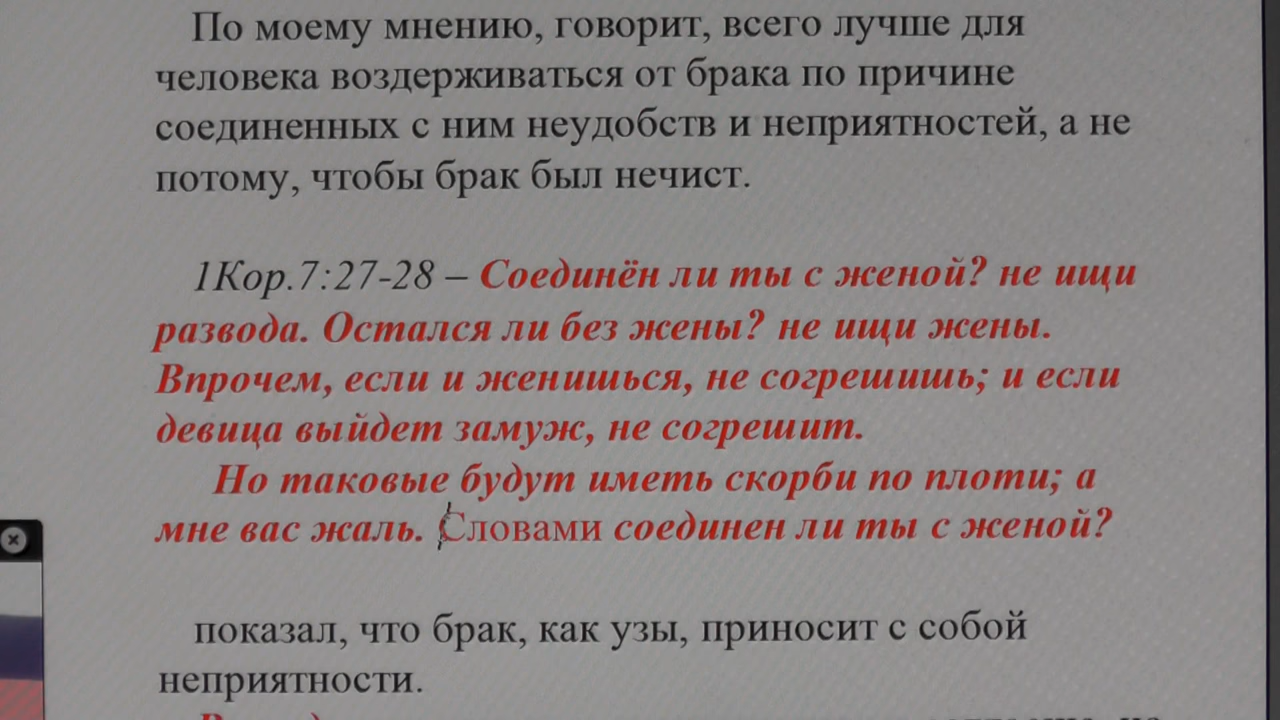 По моему мнению, говорит, всего лучше для
человека воздерживаться от брака по причине
соединенных с ним неудобств и неприятностей, а не
потому, чтобы брак был нечист.
1Кор.7:27-28 – Соединён ли ты с женой? не ищи
развода. Остался ли без жены? не ищи жены.
Впрочем, если и женишься, не согрешишь; и если
девица выйдет замуж, не согрешит.
Но таковые будут иметь скорби по плоти; а
мне вас жаль. Словами соединен ли ты с женой?
показал, что брак, как узы, приносит с собой
неприятности.